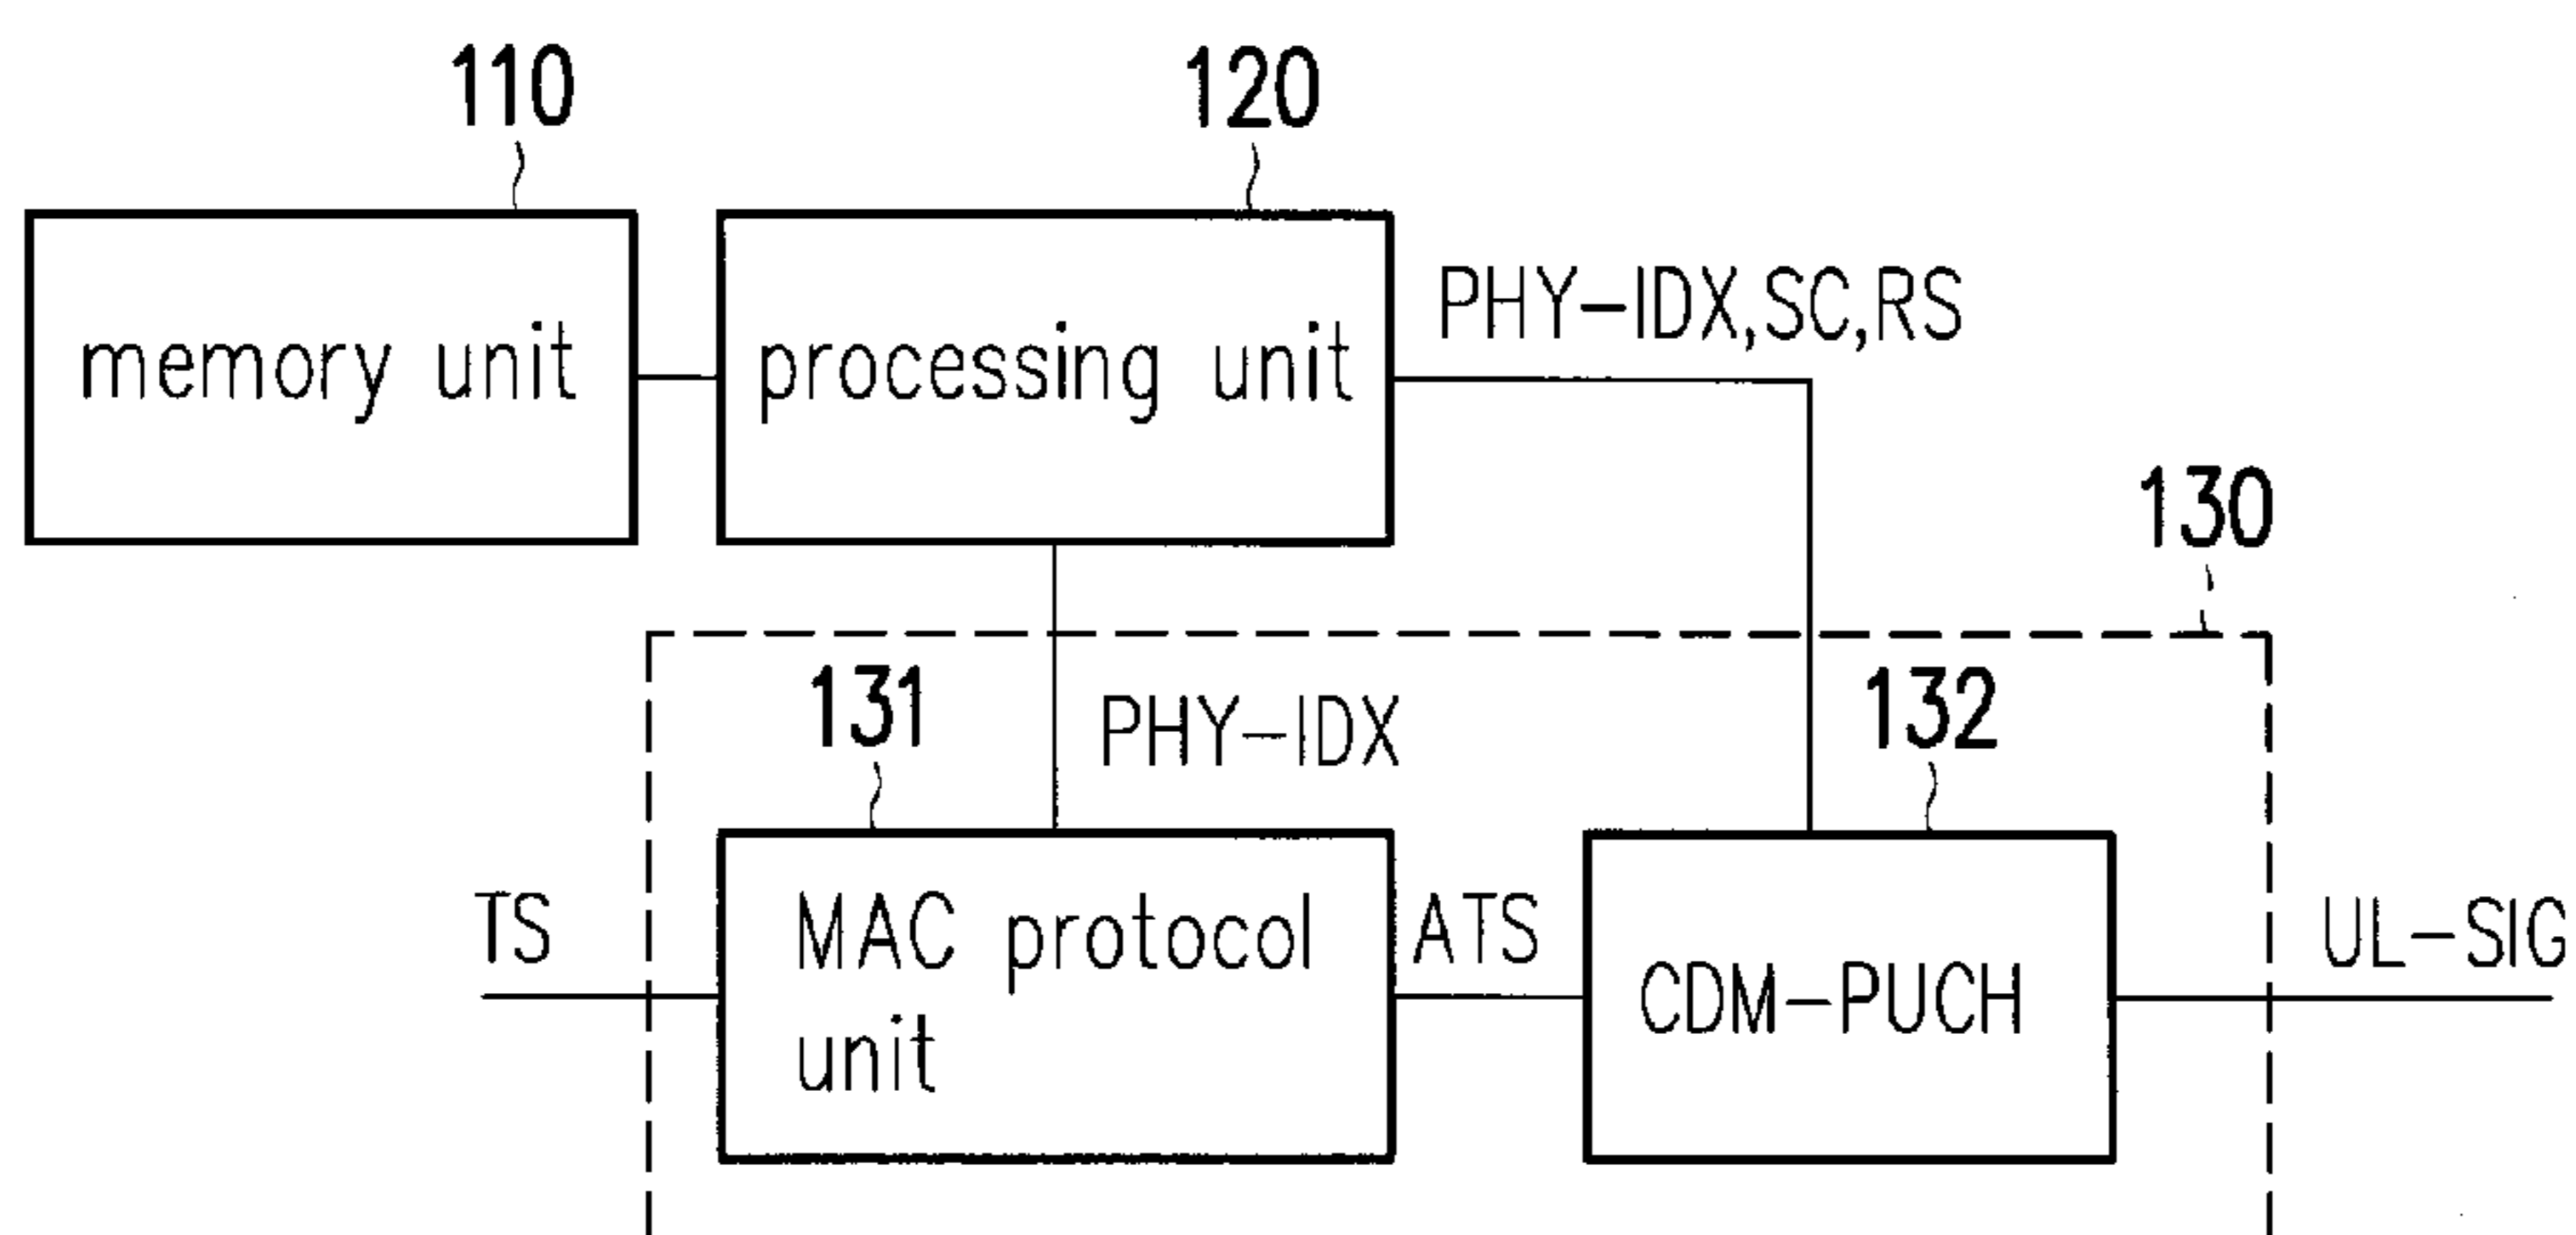 110
120
memory unit
processing unit
PHY-IDX,SC,RS
130
131
PHY-IDX
132
TS
MAC protocol
unit
ATS
CDM-PUCH
UL-SIG